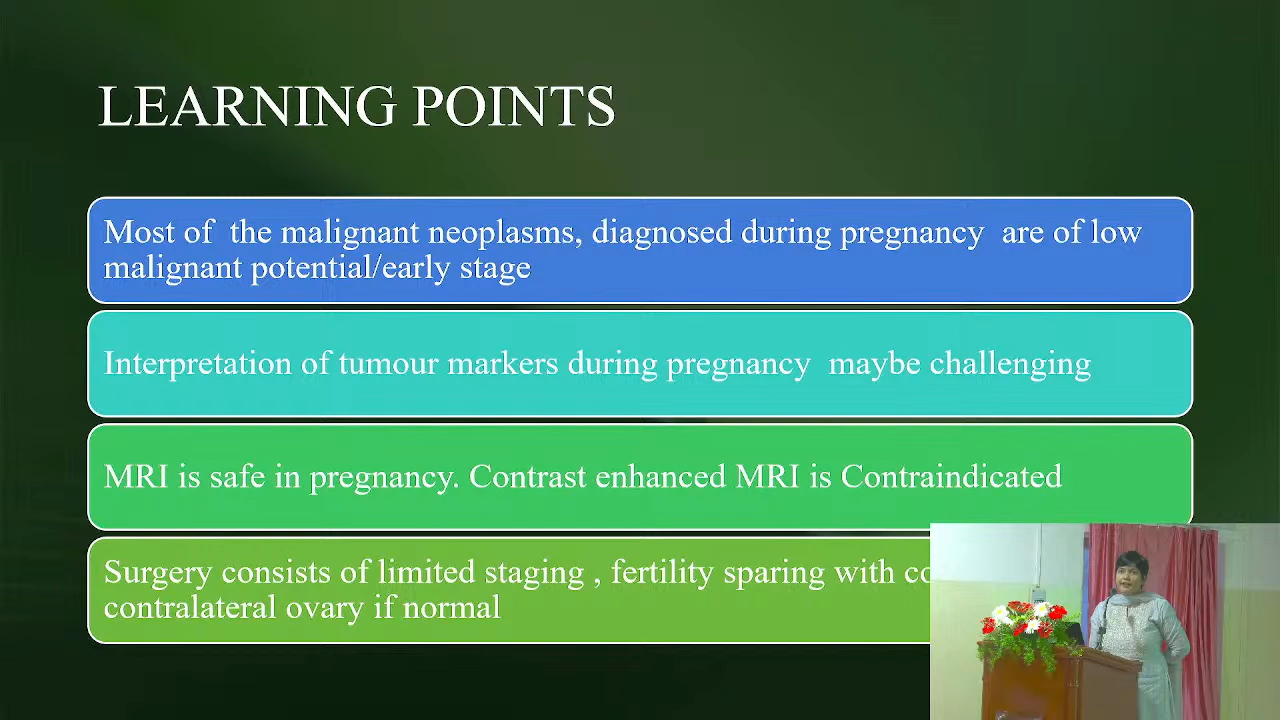 LEARNING POINTS
Most of the malignant neoplasms, diagnosed during pregnancy are of low
malignant potential/early stage
Interpretation of tumour markers during pregnancy maybe challenging
MRI is safe in pregnancy. Contrast enhanced MRI is Contraindicated
Surgery consists of limited staging , fertility sparing with
contralateral ovary if normal